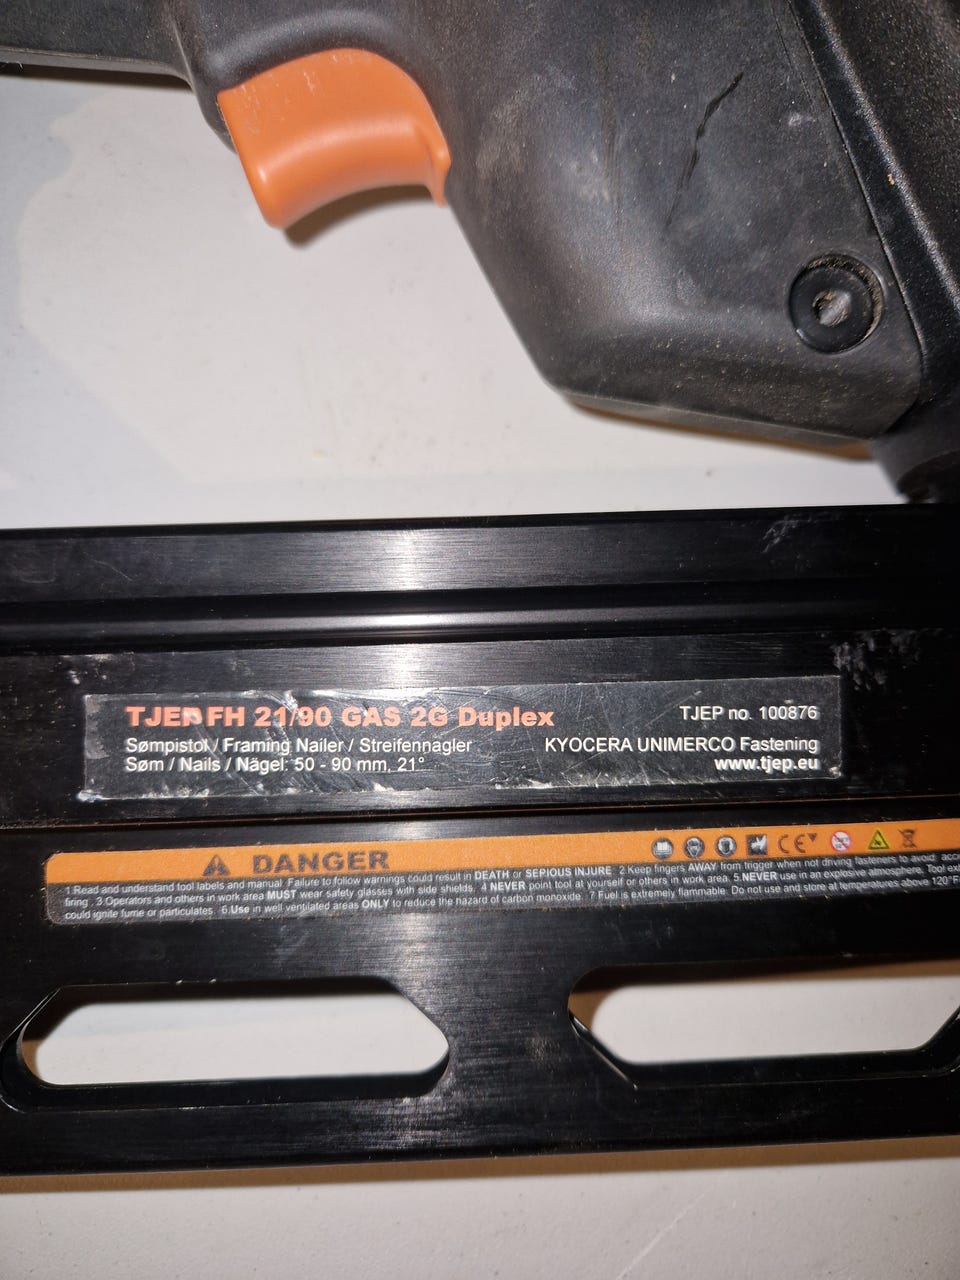 TJEP FH 21/90 GAS 2G Duplex
TJEP no. 100876
Sømpistol / Framing Nailer / Streifennagler
KYOCERA UNIMERCO Fastening
Søm / Nails / Nägel: 50 - 90 mm, 21°
www.tjep.eu
DANGER
CE
1.Read and understand tool labels and manual. Failure to follow warnings could result in DEATH or SERIOUS INJURE 2.Keep fingers AWAY from trigger when not driving fasteners to avoid
firing. 3.Operators and others in work area MUST wear safety glasses with side shields. 4.NEVER point tool at yourself or others in work area. 5.NEVER use in an explosive atmosphere. Tool
could ignite fume or particulates. 6.Use in well ventilated areas ONLY to reduce the hazard of carbon monoxide. 7.Fuel is extremely flammable. Do not use and store at temperatures above 120°F